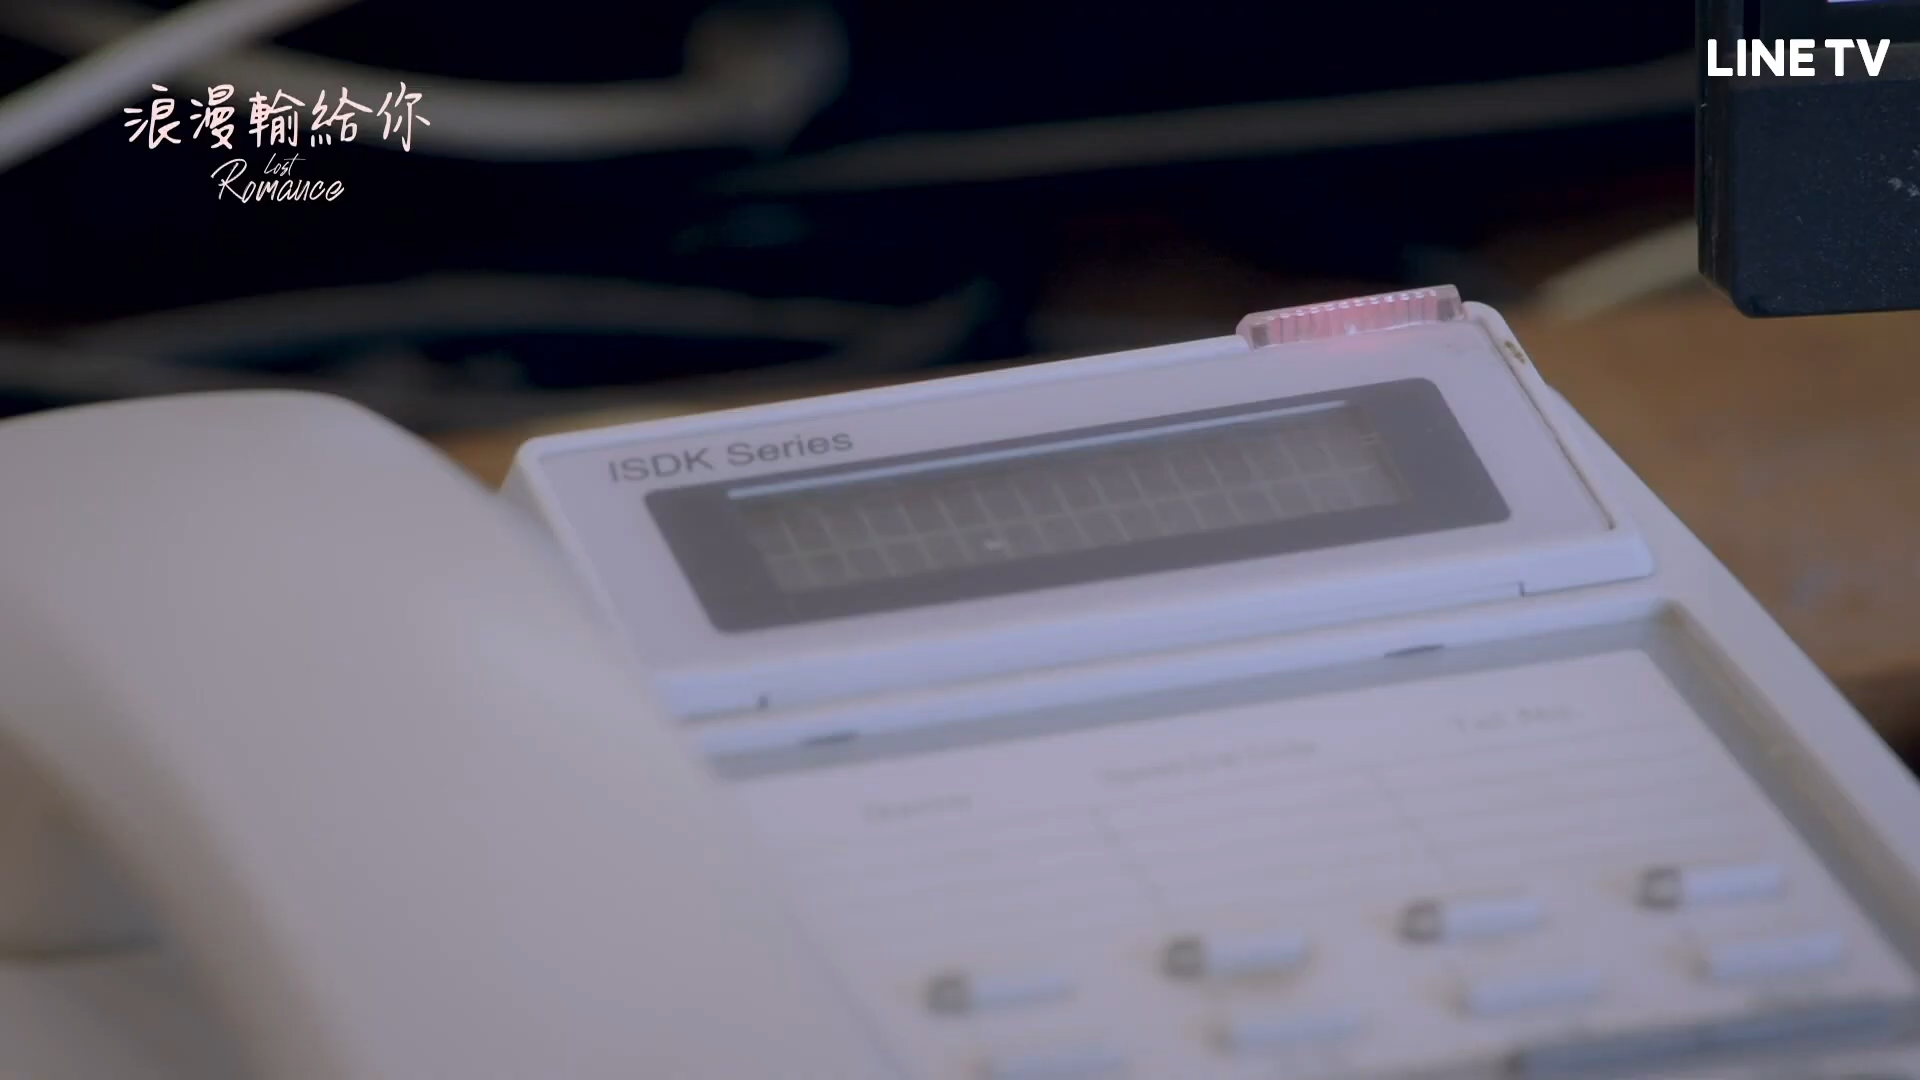 LINE TV
浪漫輸給你
Lost
Romance
ISDK Series